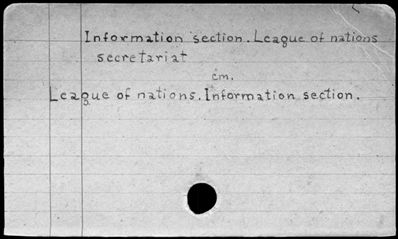 Information section. League of nations
secretariat
cm.
League of nations. Information section.